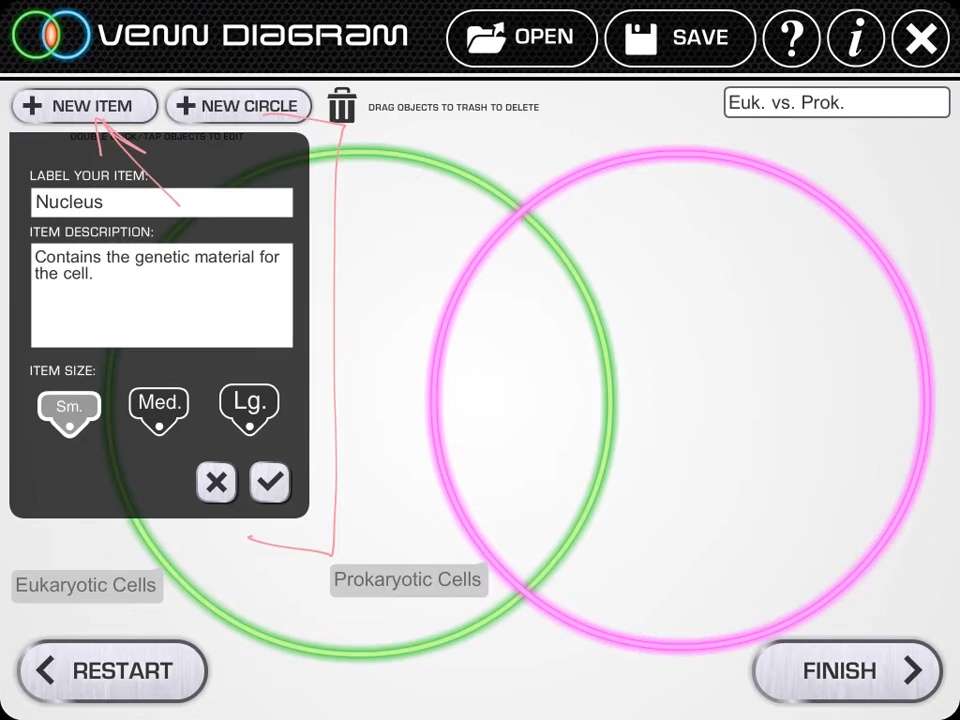 VENN DIAGRAM
OPEN
SAVE
?
i
+ NEW ITEM
+ NEW CIRCLE
DRAG OBJECTS TO TRASH TO DELETE
Euk. vs. Prok.
DOUBLE CLICK/TAP OBJECTS TO EDIT
LABEL YOUR ITEM:
Nucleus
ITEM DESCRIPTION:
Contains the genetic material for
the cell.
ITEM SIZE:
Sm.
Med.
Lg.
Eukaryotic Cells
Prokaryotic Cells
RESTART
FINISH